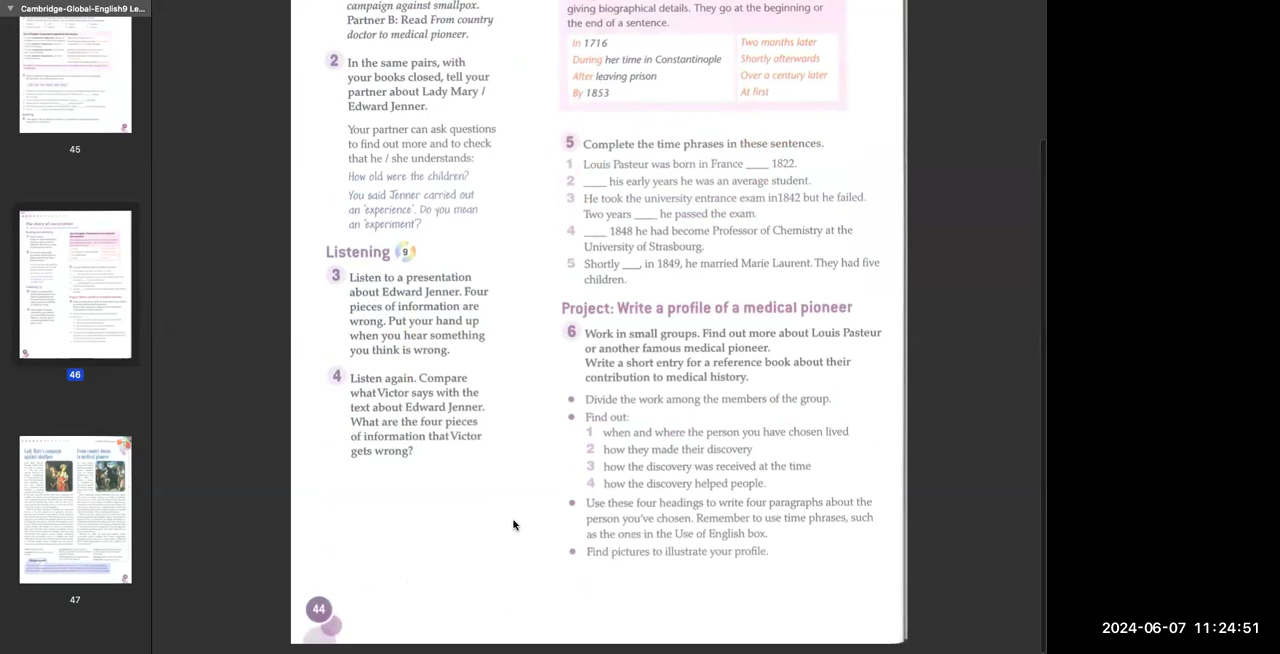 Cambridge-Global-English9 Le...
45
46
47
campaign against smallpox.
Partner B: Read From country
doctor to medical pioneer.
2 In the same pairs, with
your books closed, tell your
partner about Lady Mary /
Edward Jenner.
Your partner can ask questions
to find out more and to check
that he / she understands:
How old were the children?
You said Jenner carried out
an 'experience'. Do you mean
an 'experiment'?
Listening 9
3 Listen to a presentation
about Edward Jenner. Four
pieces of information are
wrong. Put your hand up
when you hear something
you think is wrong.
4 Listen again. Compare
what Victor says with the
text about Edward Jenner.
What are the four pieces
of information that Victor
gets wrong?
44
giving biographical details. They go at the beginning or
the end of a sentence.
In 1716 Two months later
During her time in Constantinople Shortly afterwards
After leaving prison Over a century later
By 1853 At first
5 Complete the time phrases in these sentences.
1 Louis Pasteur was born in France ____ 1822.
2 ____ his early years he was an average student.
3 He took the university entrance exam in1842 but he failed.
Two years ____ he passed the exam.
4 ____ 1848 he had become Professor of Chemistry at the
University of Strasbourg.
5 Shortly ____ in 1849, he married Marie Laurent. They had five
children.
Project: Write a profile of a medical pioneer
6 Work in small groups. Find out more about Louis Pasteur
or another famous medical pioneer.
Write a short entry for a reference book about their
contribution to medical history.
• Divide the work among the members of the group.
• Find out:
1 when and where the person you have chosen lived
2 how they made their discovery
3 how the discovery was received at the time
4 how the discovery helped people.
• Use these four headings to write two paragraphs about the
person you've chosen. Remember to use time phrases, such
as the ones in the Use of English box.
• Find pictures to illustrate your profile.
2024-06-07 11:24:51